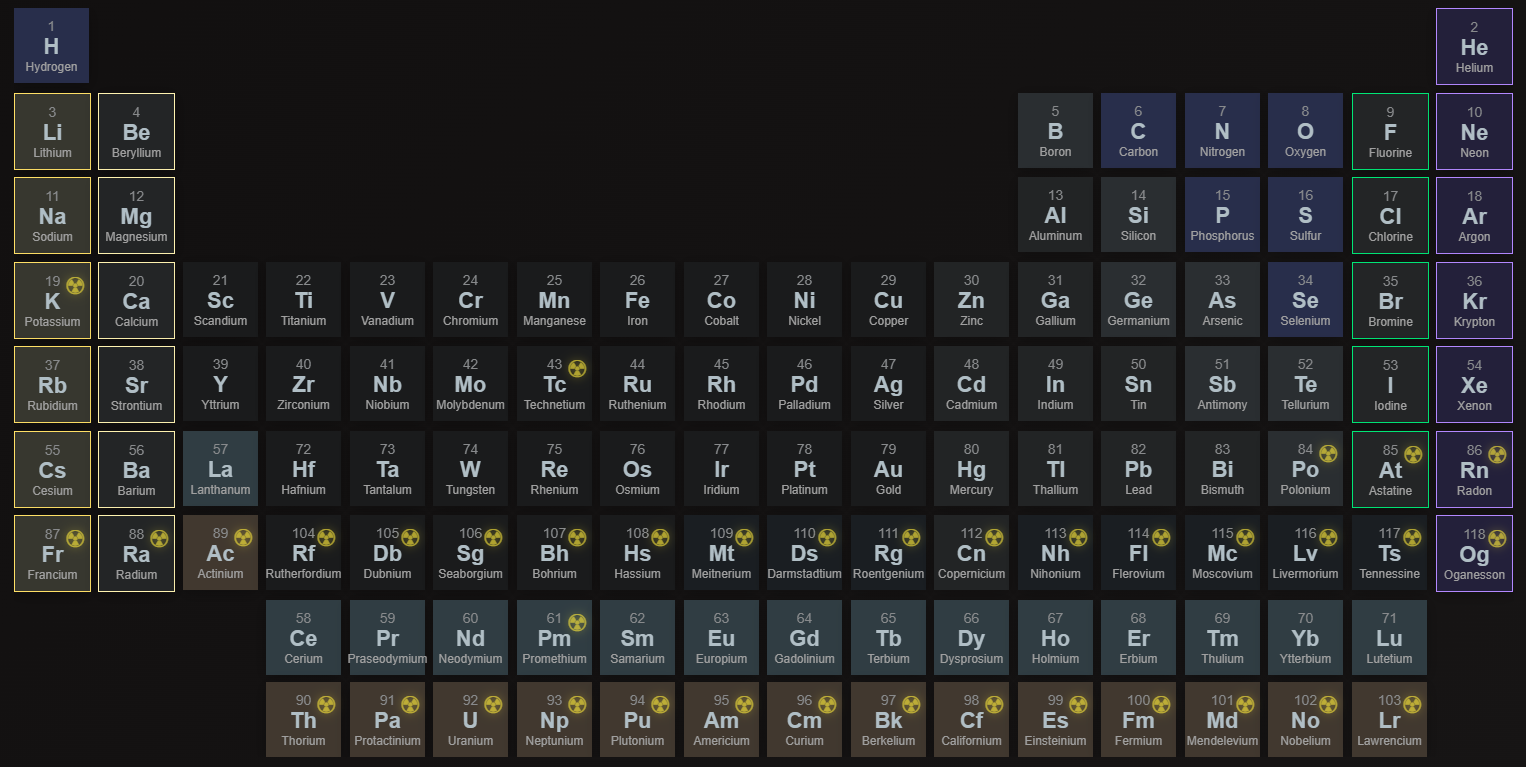 1 2
H He
Hydrogen Helium
3 4 5 6 7 8 9 10
Li Be B C N O F Ne
Lithium Beryllium Boron Carbon Nitrogen Oxygen Fluorine Neon
11 12 13 14 15 16 17 18
Na Mg Al Si P S Cl Ar
Sodium Magnesium Aluminum Silicon Phosphorus Sulfur Chlorine Argon
19 20 21 22 23 24 25 26 27 28 29 30 31 32 33 34 35 36
K Ca Sc Ti V Cr Mn Fe Co Ni Cu Zn Ga Ge As Se Br Kr
Potassium Calcium Scandium Titanium Vanadium Chromium Manganese Iron Cobalt Nickel Copper Zinc Gallium Germanium Arsenic Selenium Bromine Krypton
37 38 39 40 41 42 43 44 45 46 47 48 49 50 51 52 53 54
Rb Sr Y Zr Nb Mo Tc Ru Rh Pd Ag Cd In Sn Sb Te I Xe
Rubidium Strontium Yttrium Zirconium Niobium Molybdenum Technetium Ruthenium Rhodium Palladium Silver Cadmium Indium Tin Antimony Tellurium Iodine Xenon
55 56 57 72 73 74 75 76 77 78 79 80 81 82 83 84 85 86
Cs Ba La Hf Ta W Re Os Ir Pt Au Hg Tl Pb Bi Po At Rn
Cesium Barium Lanthanum Hafnium Tantalum Tungsten Rhenium Osmium Iridium Platinum Gold Mercury Thallium Lead Bismuth Polonium Astatine Radon
87 88 89 104 105 106 107 108 109 110 111 112 113 114 115 116 117 118
Fr Ra Ac Rf Db Sg Bh Hs Mt Ds Rg Cn Nh Fl Mc Lv Ts Og
Francium Radium Actinium Rutherfordium Dubnium Seaborgium Bohrium Hassium Meitnerium Darmstadtium Roentgenium Copernicium Nihonium Flerovium Moscovium Livermorium Tennessine Oganesson
58 59 60 61 62 63 64 65 66 67 68 69 70 71
Ce Pr Nd Pm Sm Eu Gd Tb Dy Ho Er Tm Yb Lu
Cerium Praseodymium Neodymium Promethium Samarium Europium Gadolinium Terbium Dysprosium Holmium Erbium Thulium Ytterbium Lutetium
90 91 92 93 94 95 96 97 98 99 100 101 102 103
Th Pa U Np Pu Am Cm Bk Cf Es Fm Md No Lr
Thorium Protactinium Uranium Neptunium Plutonium Americium Curium Berkelium Californium Einsteinium Fermium Mendelevium Nobelium Lawrencium